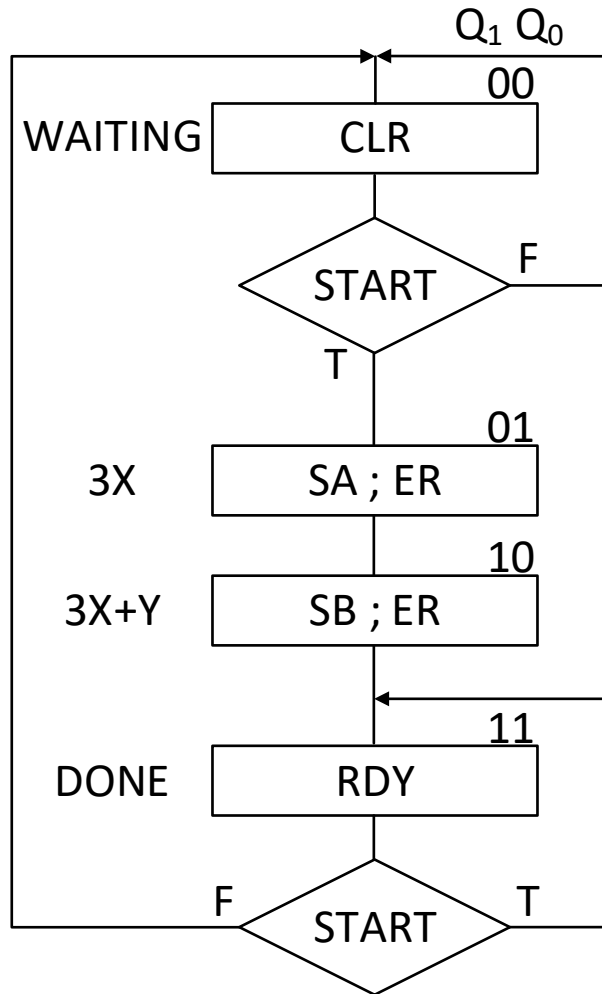 Q₁ Q₀
00
WAITING
CLR
START
F
T
01
3X
SA ; ER
10
3X+Y
SB ; ER
11
DONE
RDY
F
START
T